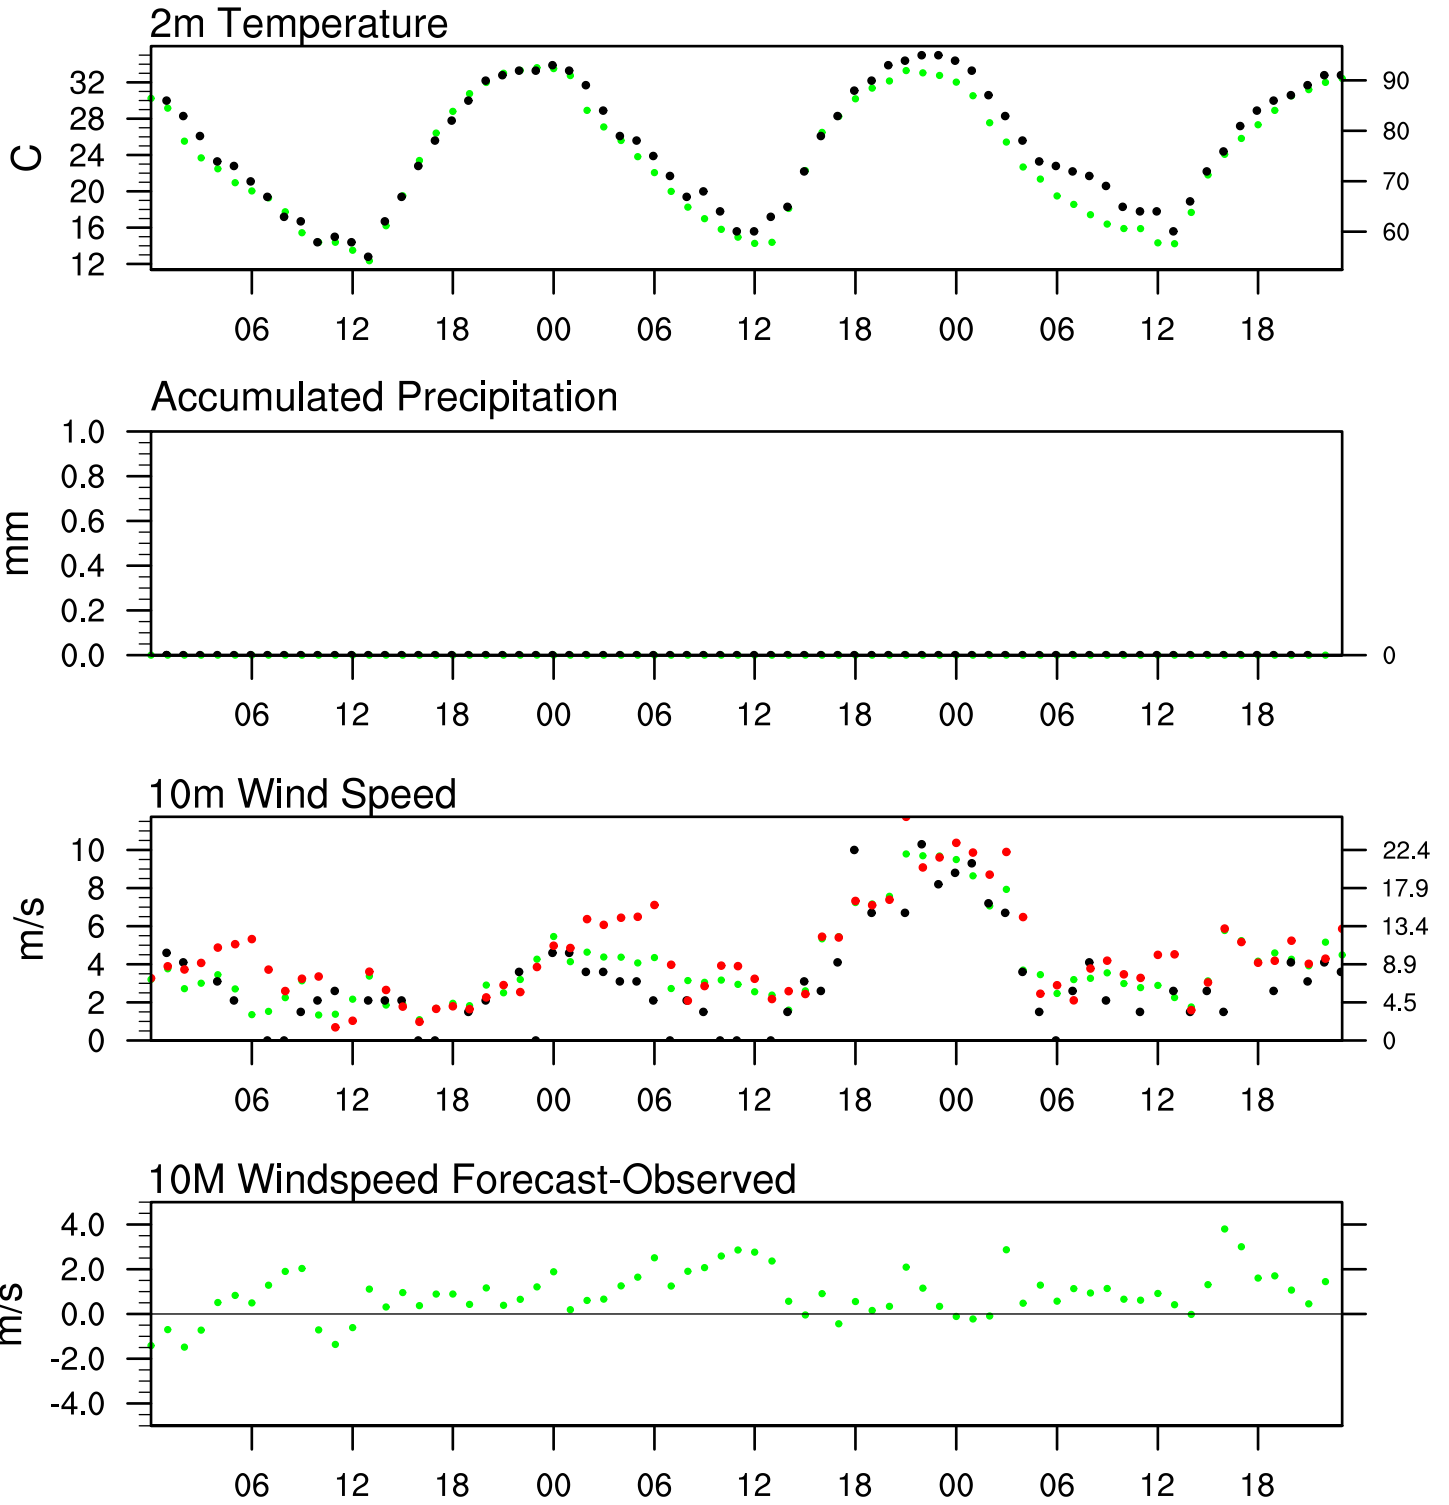 2m Temperature
C
32
28
24
20
16
12
90
80
70
60
06 12 18 00 06 12 18 00 06 12 18
Accumulated Precipitation
mm
1.0
0.8
0.6
0.4
0.2
0.0
0
06 12 18 00 06 12 18 00 06 12 18
10m Wind Speed
m/s
10
8
6
4
2
0
22.4
17.9
13.4
8.9
4.5
0
06 12 18 00 06 12 18 00 06 12 18
10M Windspeed Forecast-Observed
m/s
4.0
2.0
0.0
-2.0
-4.0
06 12 18 00 06 12 18 00 06 12 18